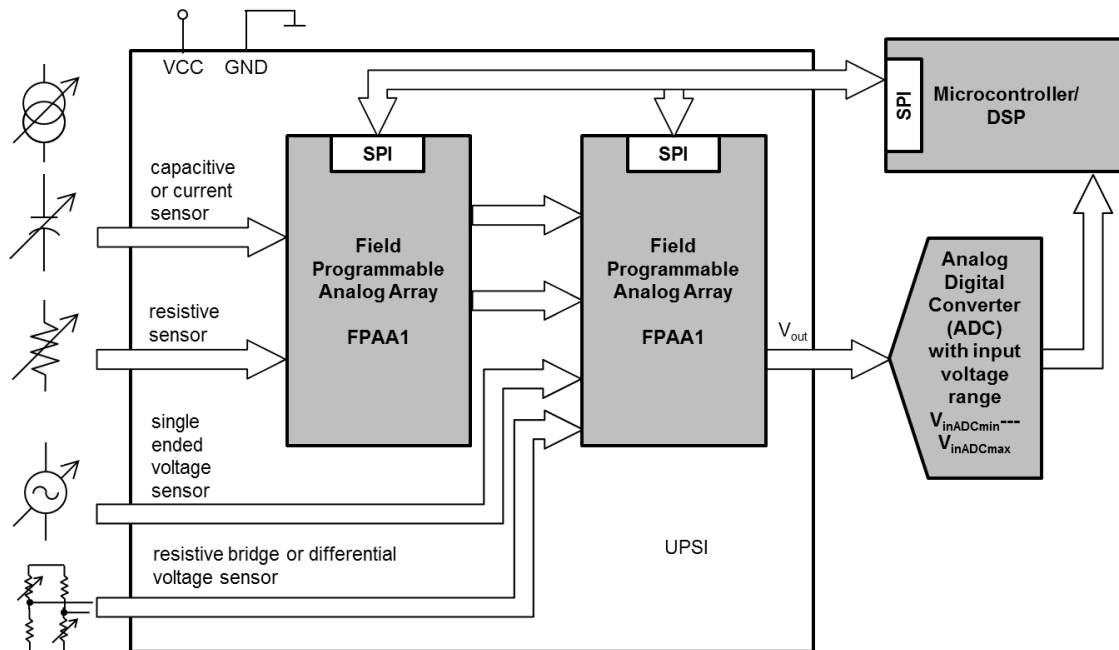 VCC
GND
SPI
Microcontroller/
DSP
SPI
SPI
capacitive
or current
sensor
Field
Programmable
Analog Array
FPAA1
Field
Programmable
Analog Array
FPAA1
resistive
sensor
Vout
Analog
Digital
Converter
(ADC)
with input
voltage
range
VinADCmin---
VinADCmax
single
ended
voltage
sensor
resistive bridge or differential
voltage sensor
UPSI